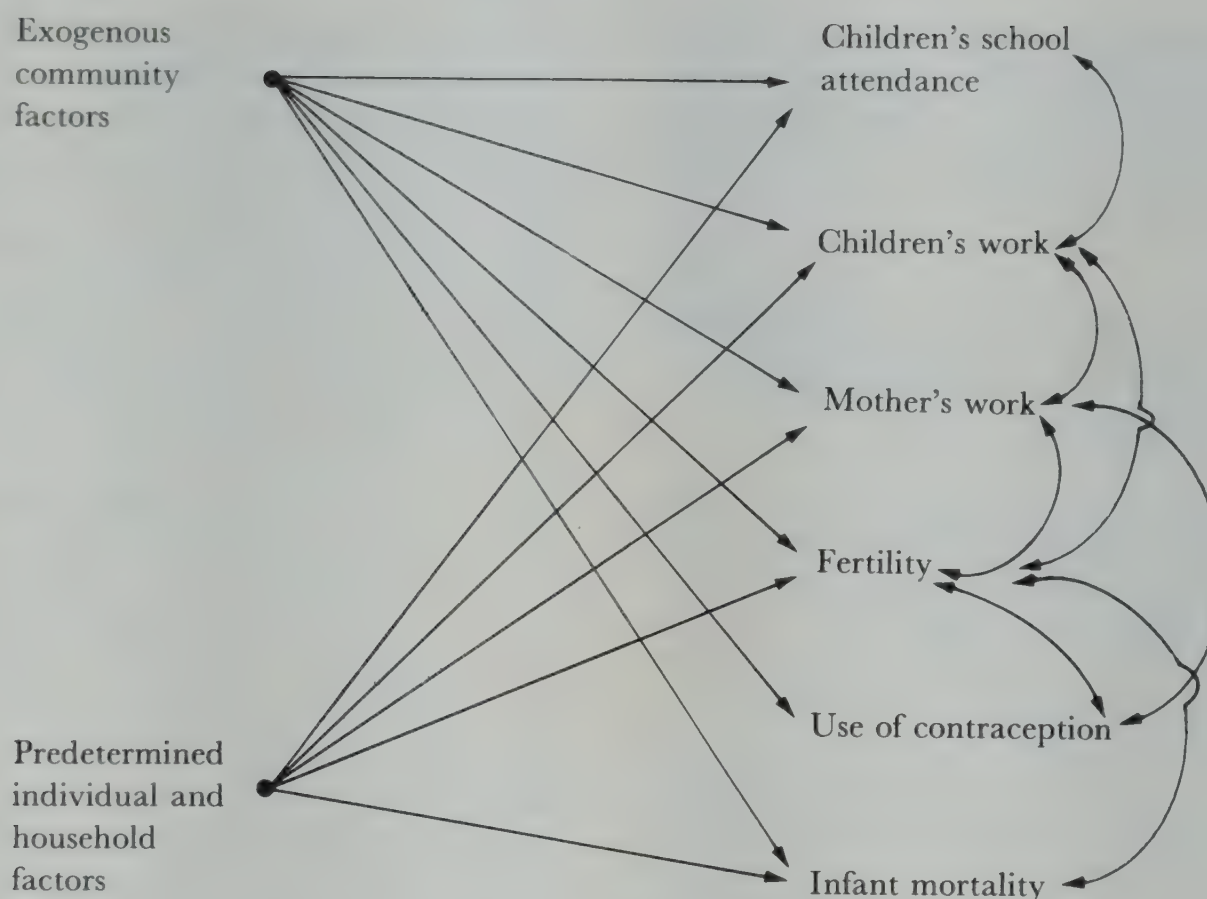 Exogenous
community
factors
Children's school
attendance
Children's work
Mother's work
Fertility
Use of contraception
Predetermined
individual and
household
factors
Infant mortality